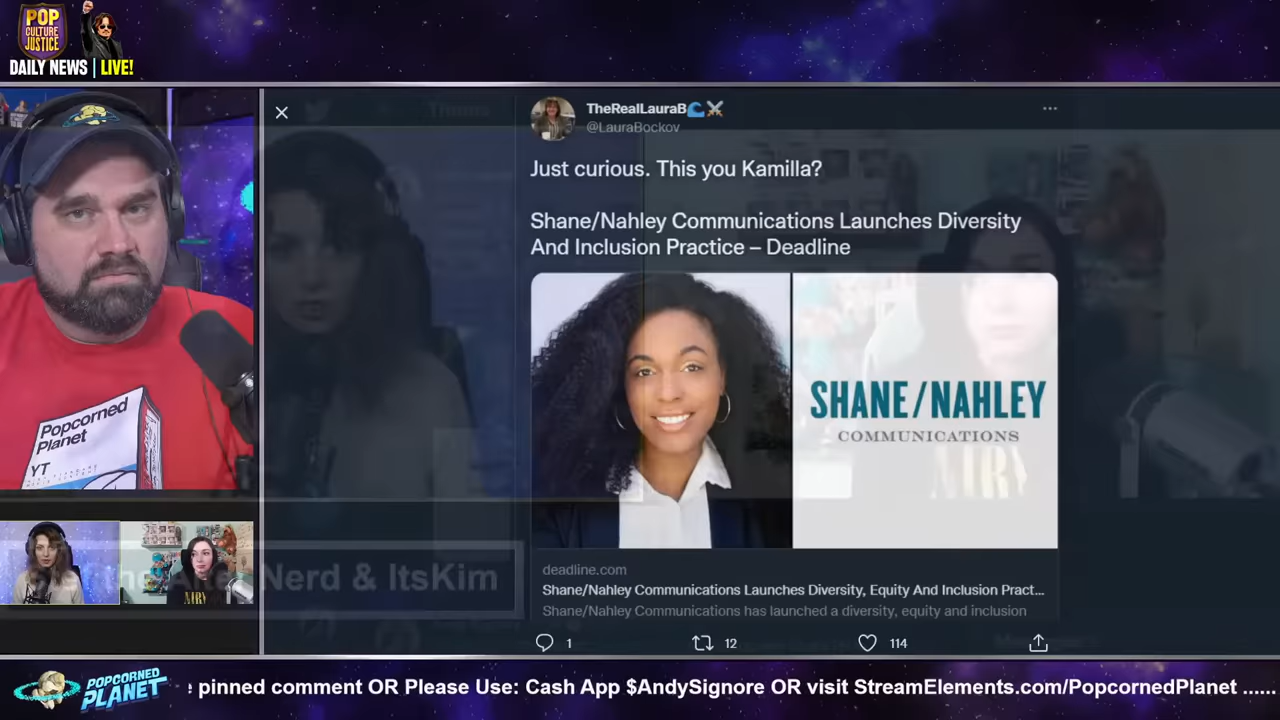 POP
CULTURE
JUSTICE
DAILY NEWS | LIVE!
Thoms
TheRealLauraB
@LauraBockov
Just curious. This you Kamilla?
Shane/Nahley Communications Launches Diversity
And Inclusion Practice – Deadline
SHANE/NAHLEY
COMMUNICATIONS
deadline.com
Shane/Nahley Communications Launches Diversity, Equity And Inclusion Pract...
Shane/Nahley Communications has launched a diversity, equity and inclusion
1
12
114
Popcorned
Planet
YT
Nerd & ItsKim
POPCORNED
PLANET
pinned comment OR Please Use: Cash App $AndySignore OR visit StreamElements.com/PopcornedPlanet ......